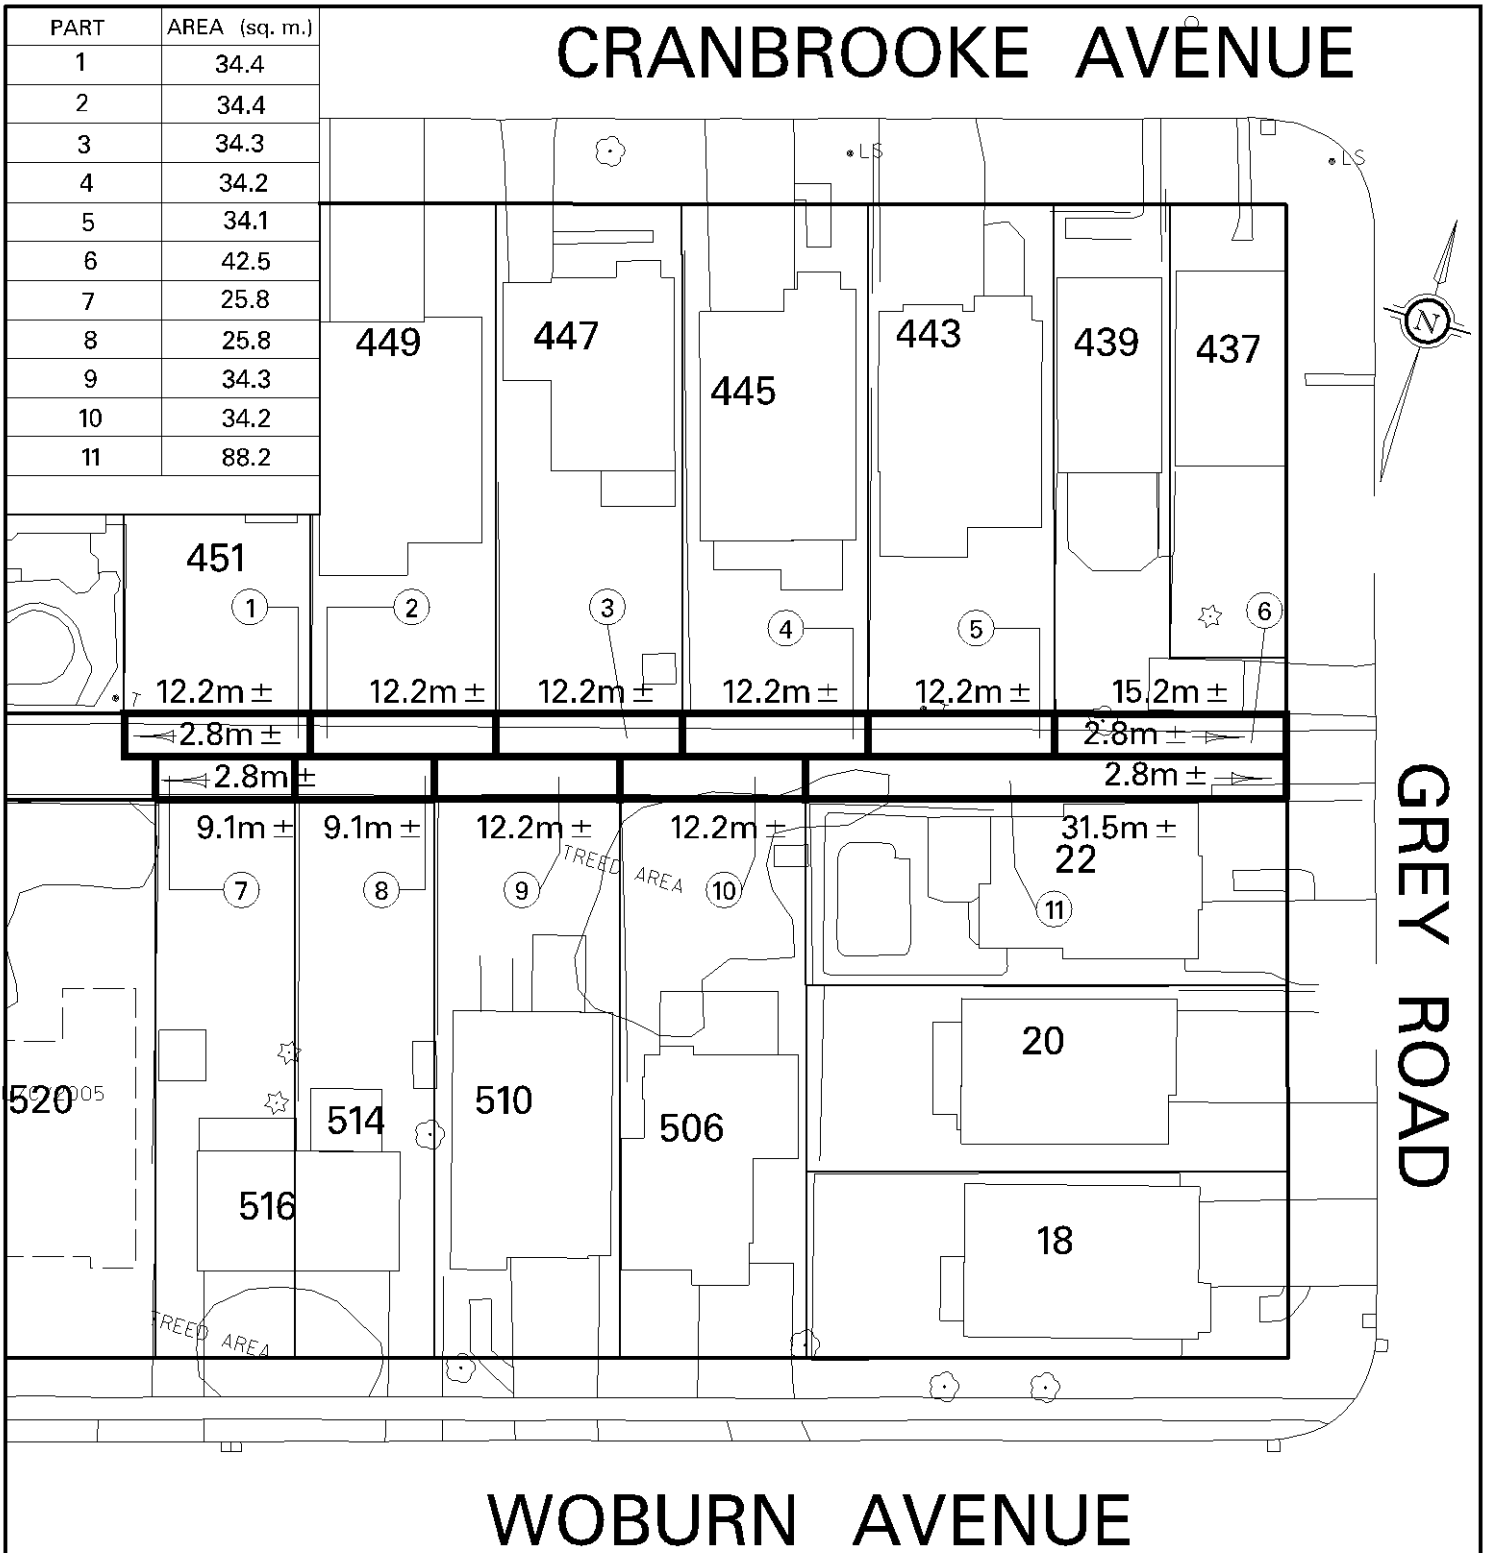 PART AREA (sq. m.)
1 34.4
2 34.4
3 34.3
4 34.2
5 34.1
6 42.5
7 25.8
8 25.8
9 34.3
10 34.2
11 88.2
CRANBROOKE AVENUE
LS LS
449 447 445 443 439 437
N
451
1 2 3 4 5 6
T
12.2m ± 12.2m ± 12.2m ± 12.2m ± 12.2m ± 15.2m ±
2.8m ± 2.8m ±
2.8m ± 2.8m ±
9.1m ± 9.1m ± 12.2m ± 12.2m ± 31.5m ±
TREED AREA
22
7 8 9 10 11
GREY ROAD
20
520 2005
514 510 506
516
18
TREED AREA
WOBURN AVENUE